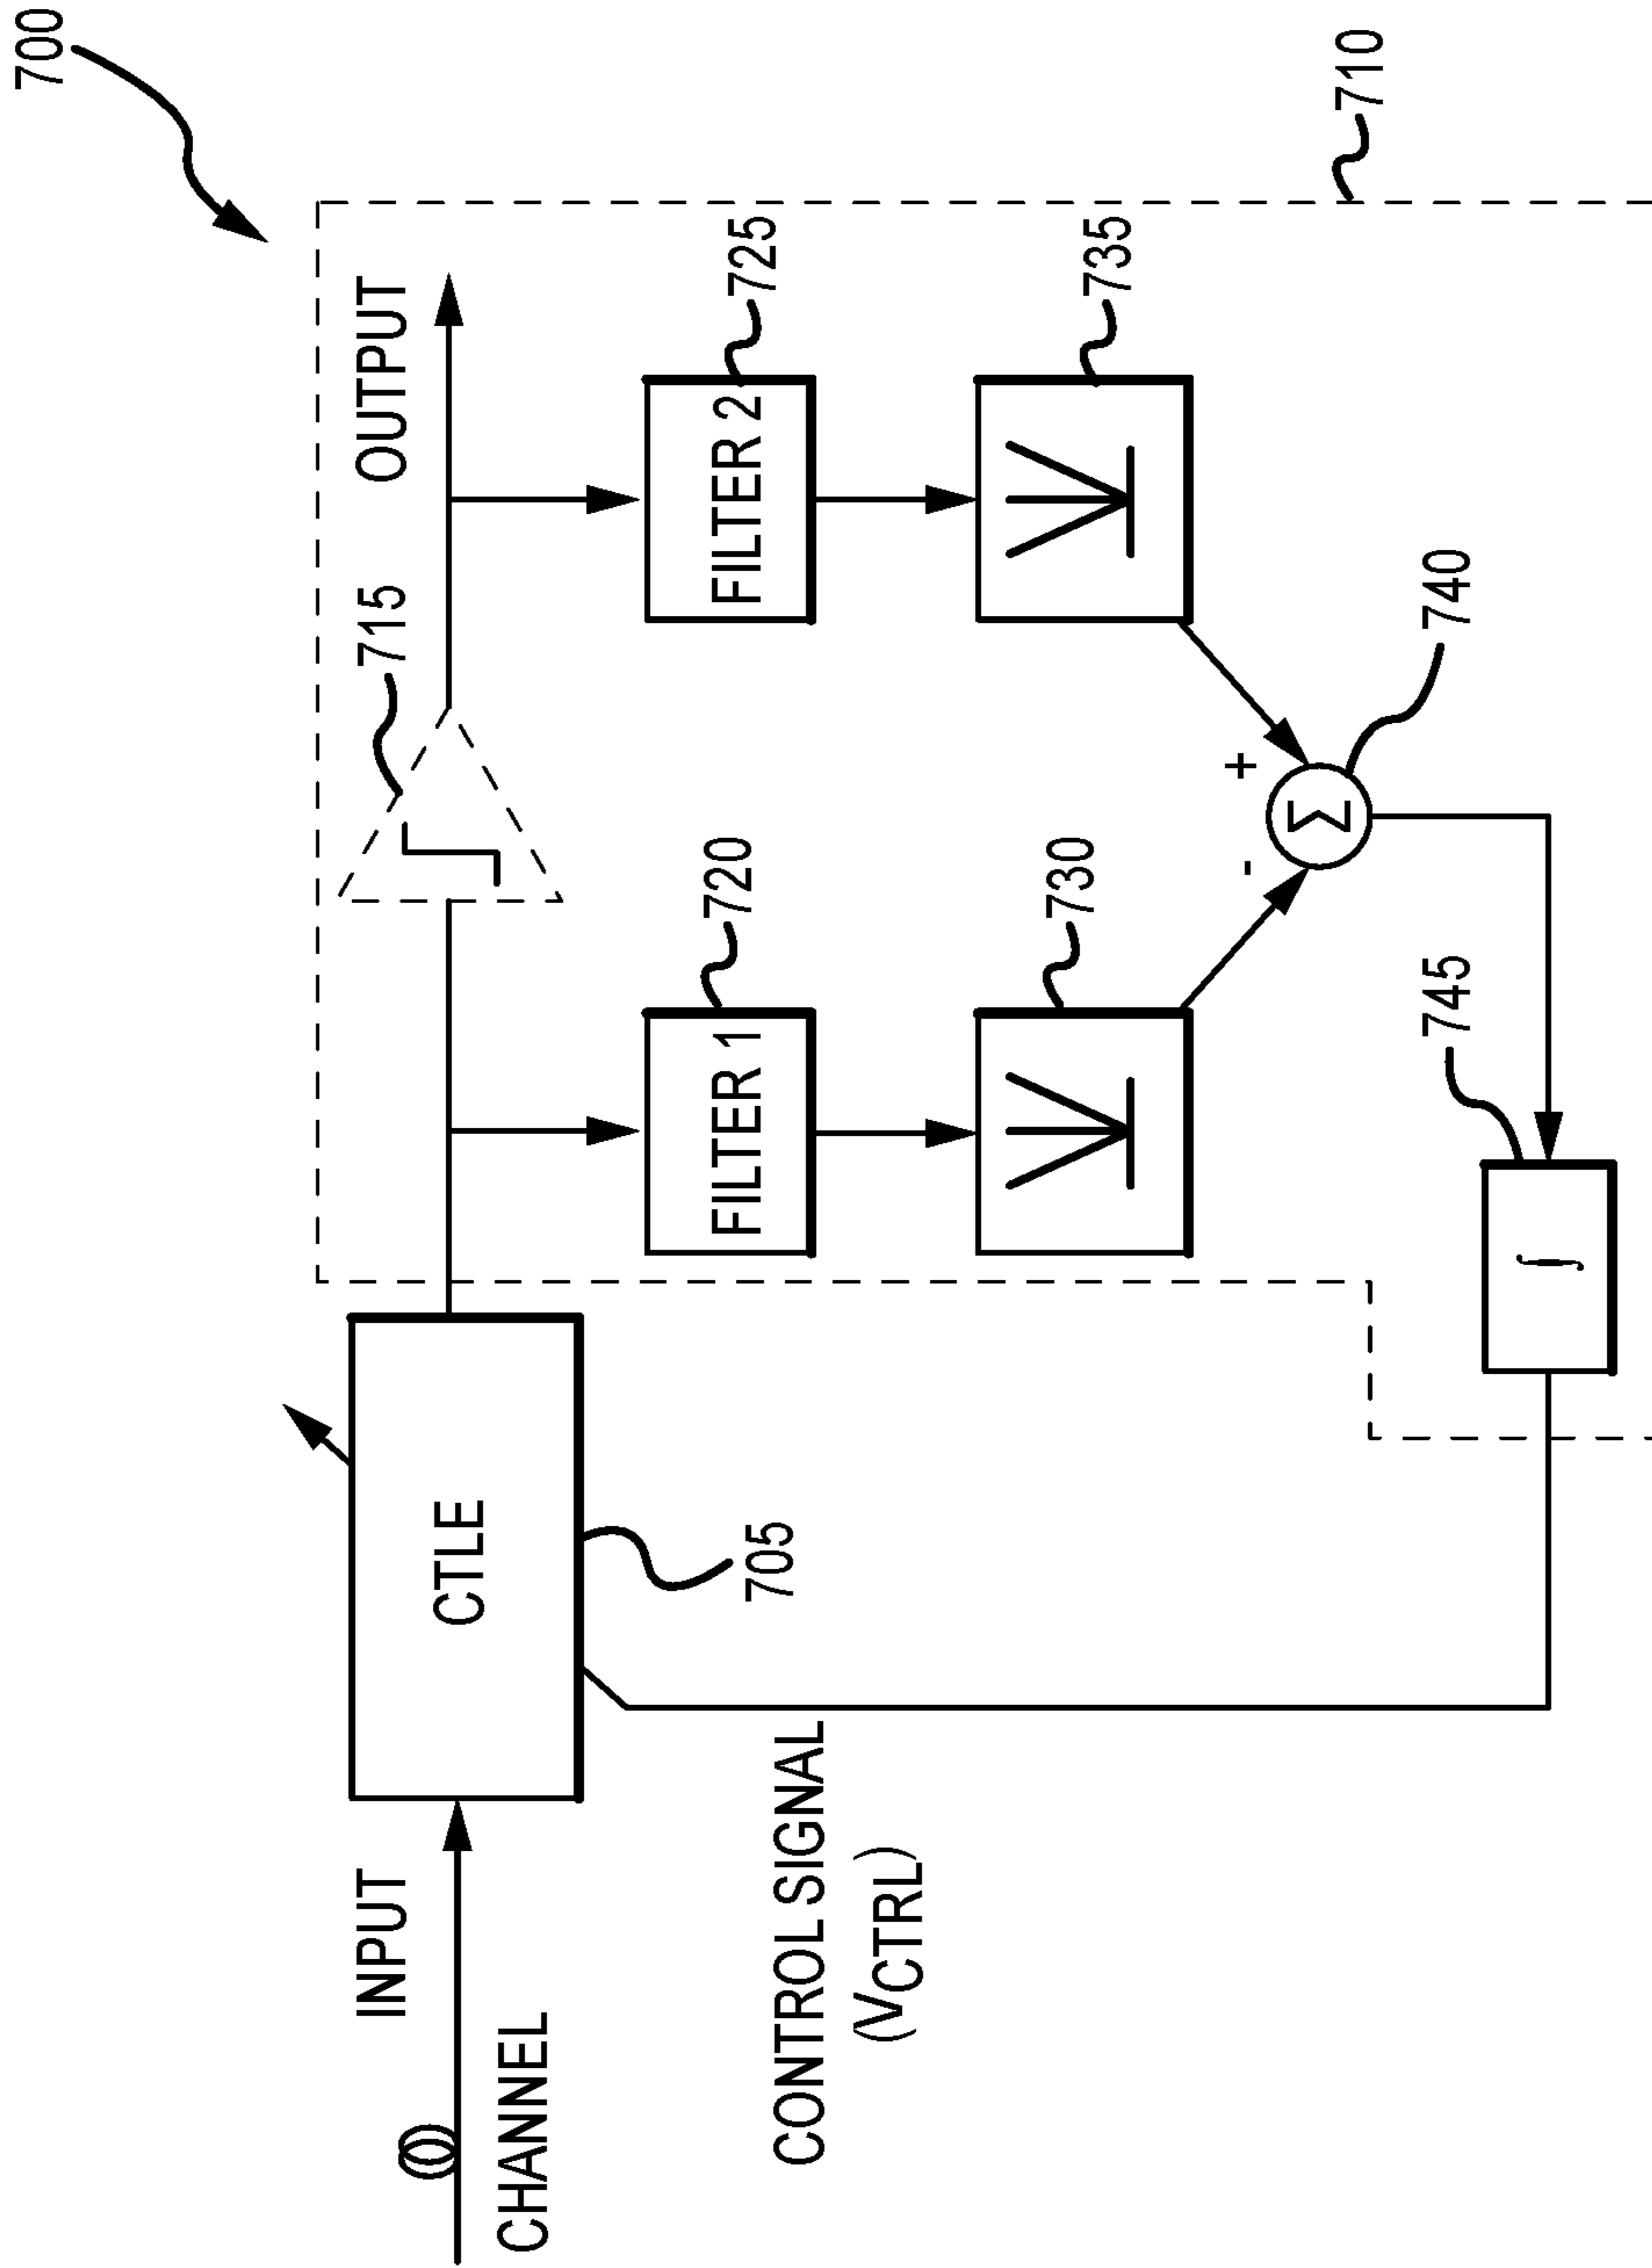 700
INPUT
CHANNEL
CTLE
705
CONTROL SIGNAL
(VCTRL)
715
OUTPUT
FILTER 1
720
FILTER 2
725
730
735
-
+
Σ
740
∫
745
710